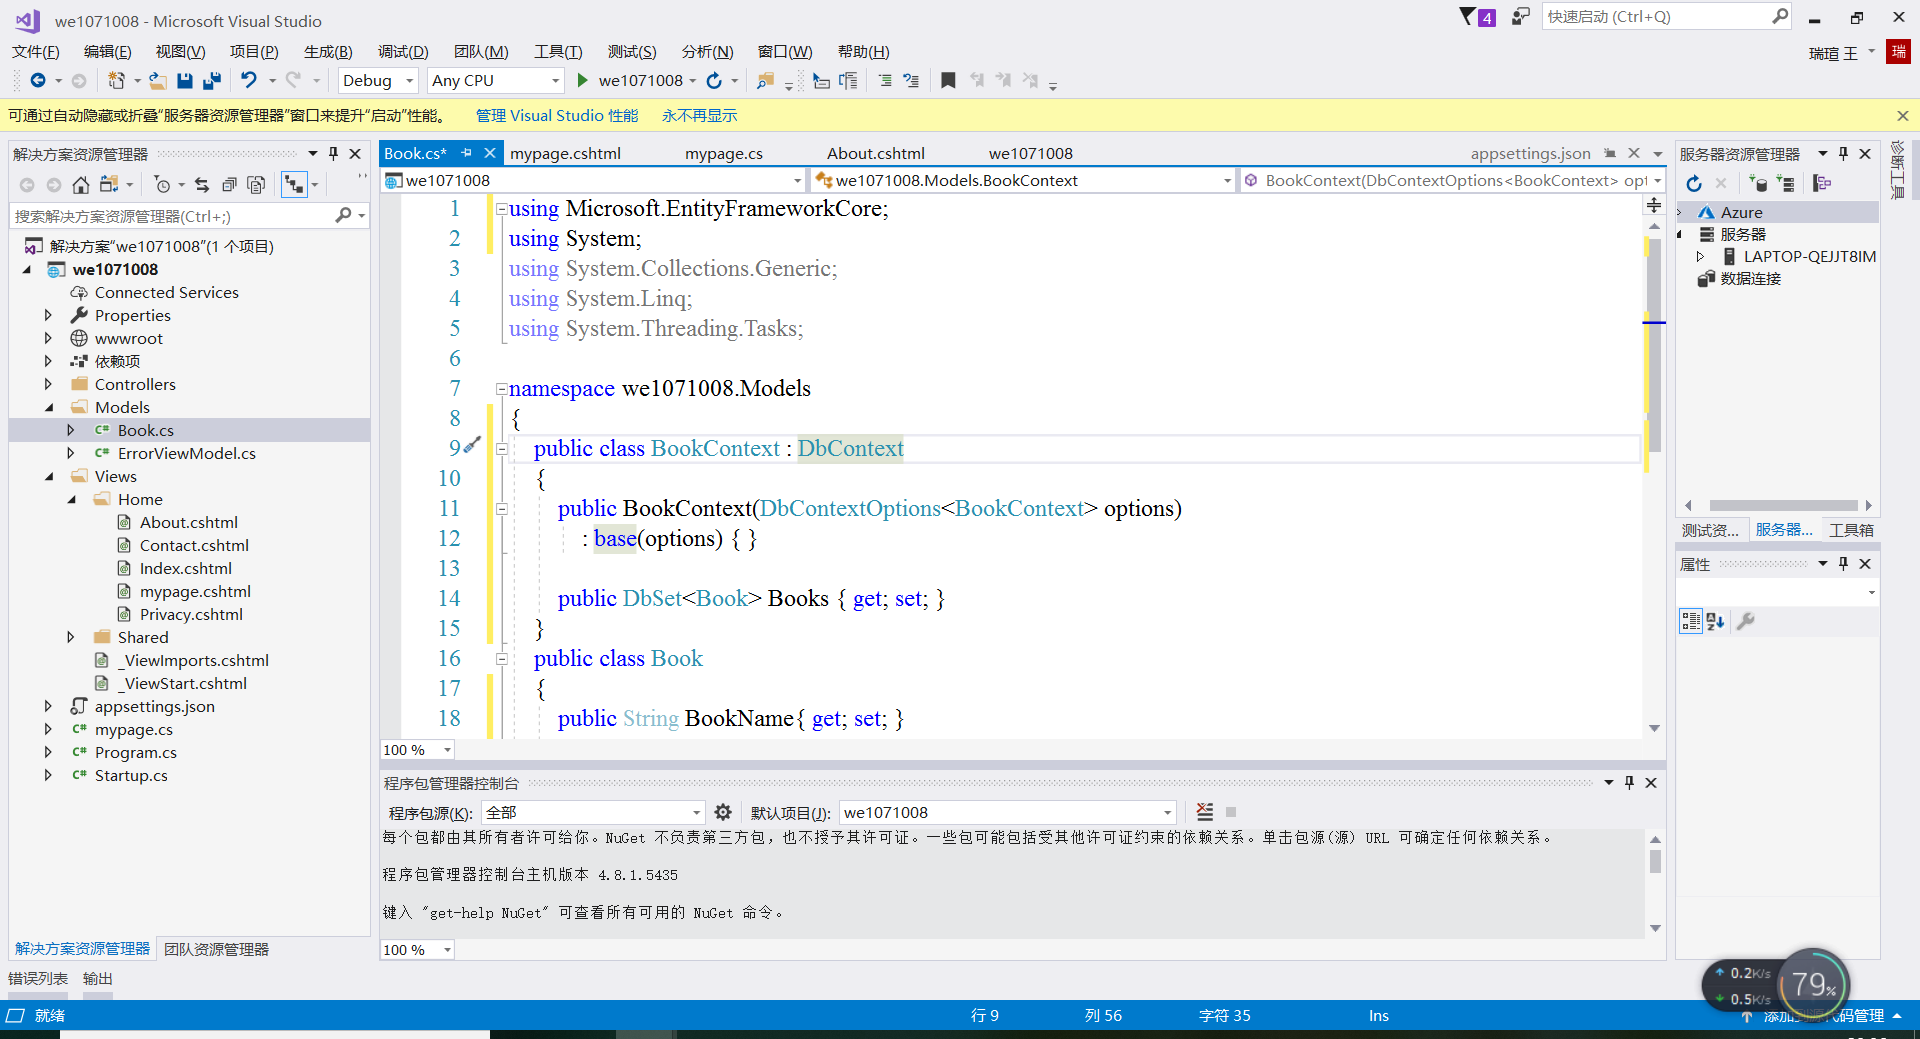 we1071008 - Microsoft Visual Studio
4
快速启动 (Ctrl+Q)
文件(F) 编辑(E) 视图(V) 项目(P) 生成(B) 调试(D) 团队(M) 工具(T) 测试(S) 分析(N) 窗口(W) 帮助(H)
瑞瑄 王
瑞
Debug Any CPU we1071008
可通过自动隐藏或折叠“服务器资源管理器”窗口来提升“启动”性能。 管理 Visual Studio 性能 永不再显示
解决方案资源管理器
搜索解决方案资源管理器(Ctrl+;)
解决方案"we1071008"(1 个项目)
we1071008
Connected Services
Properties
wwwroot
依赖项
Controllers
Models
C# Book.cs
C# ErrorViewModel.cs
Views
Home
About.cshtml
Contact.cshtml
Index.cshtml
mypage.cshtml
Privacy.cshtml
Shared
_ViewImports.cshtml
_ViewStart.cshtml
appsettings.json
C# mypage.cs
C# Program.cs
C# Startup.cs
解决方案资源管理器 团队资源管理器
Book.cs* mypage.cshtml mypage.cs About.cshtml we1071008 appsettings.json
we1071008 we1071008.Models.BookContext BookContext(DbContextOptions<BookContext> opt
1 using Microsoft.EntityFrameworkCore;
2 using System;
3 using System.Collections.Generic;
4 using System.Linq;
5 using System.Threading.Tasks;
6
7 namespace we1071008.Models
8 {
9 public class BookContext : DbContext
10 {
11 public BookContext(DbContextOptions<BookContext> options)
12 : base(options) { }
13
14 public DbSet<Book> Books { get; set; }
15 }
16 public class Book
17 {
18 public String BookName{ get; set; }
100 %
程序包管理器控制台
程序包源(K): 全部 默认项目(J): we1071008
每个包都由其所有者许可给你。NuGet 不负责第三方包，也不授予其许可证。一些包可能包括受其他许可证约束的依赖关系。单击包源(源) URL 可确定任何依赖关系。
程序包管理器控制台主机版本 4.8.1.5435
键入 "get-help NuGet" 可查看所有可用的 NuGet 命令。
100 %
服务器资源管理器
Azure
服务器
LAPTOP-QEJJT8IM
数据连接
测试资... 服务器... 工具箱
属性
诊断工具
错误列表 输出
0.2K/s
0.5K/s
79%
就绪 行 9 列 56 字符 35 Ins 添加到源代码管理